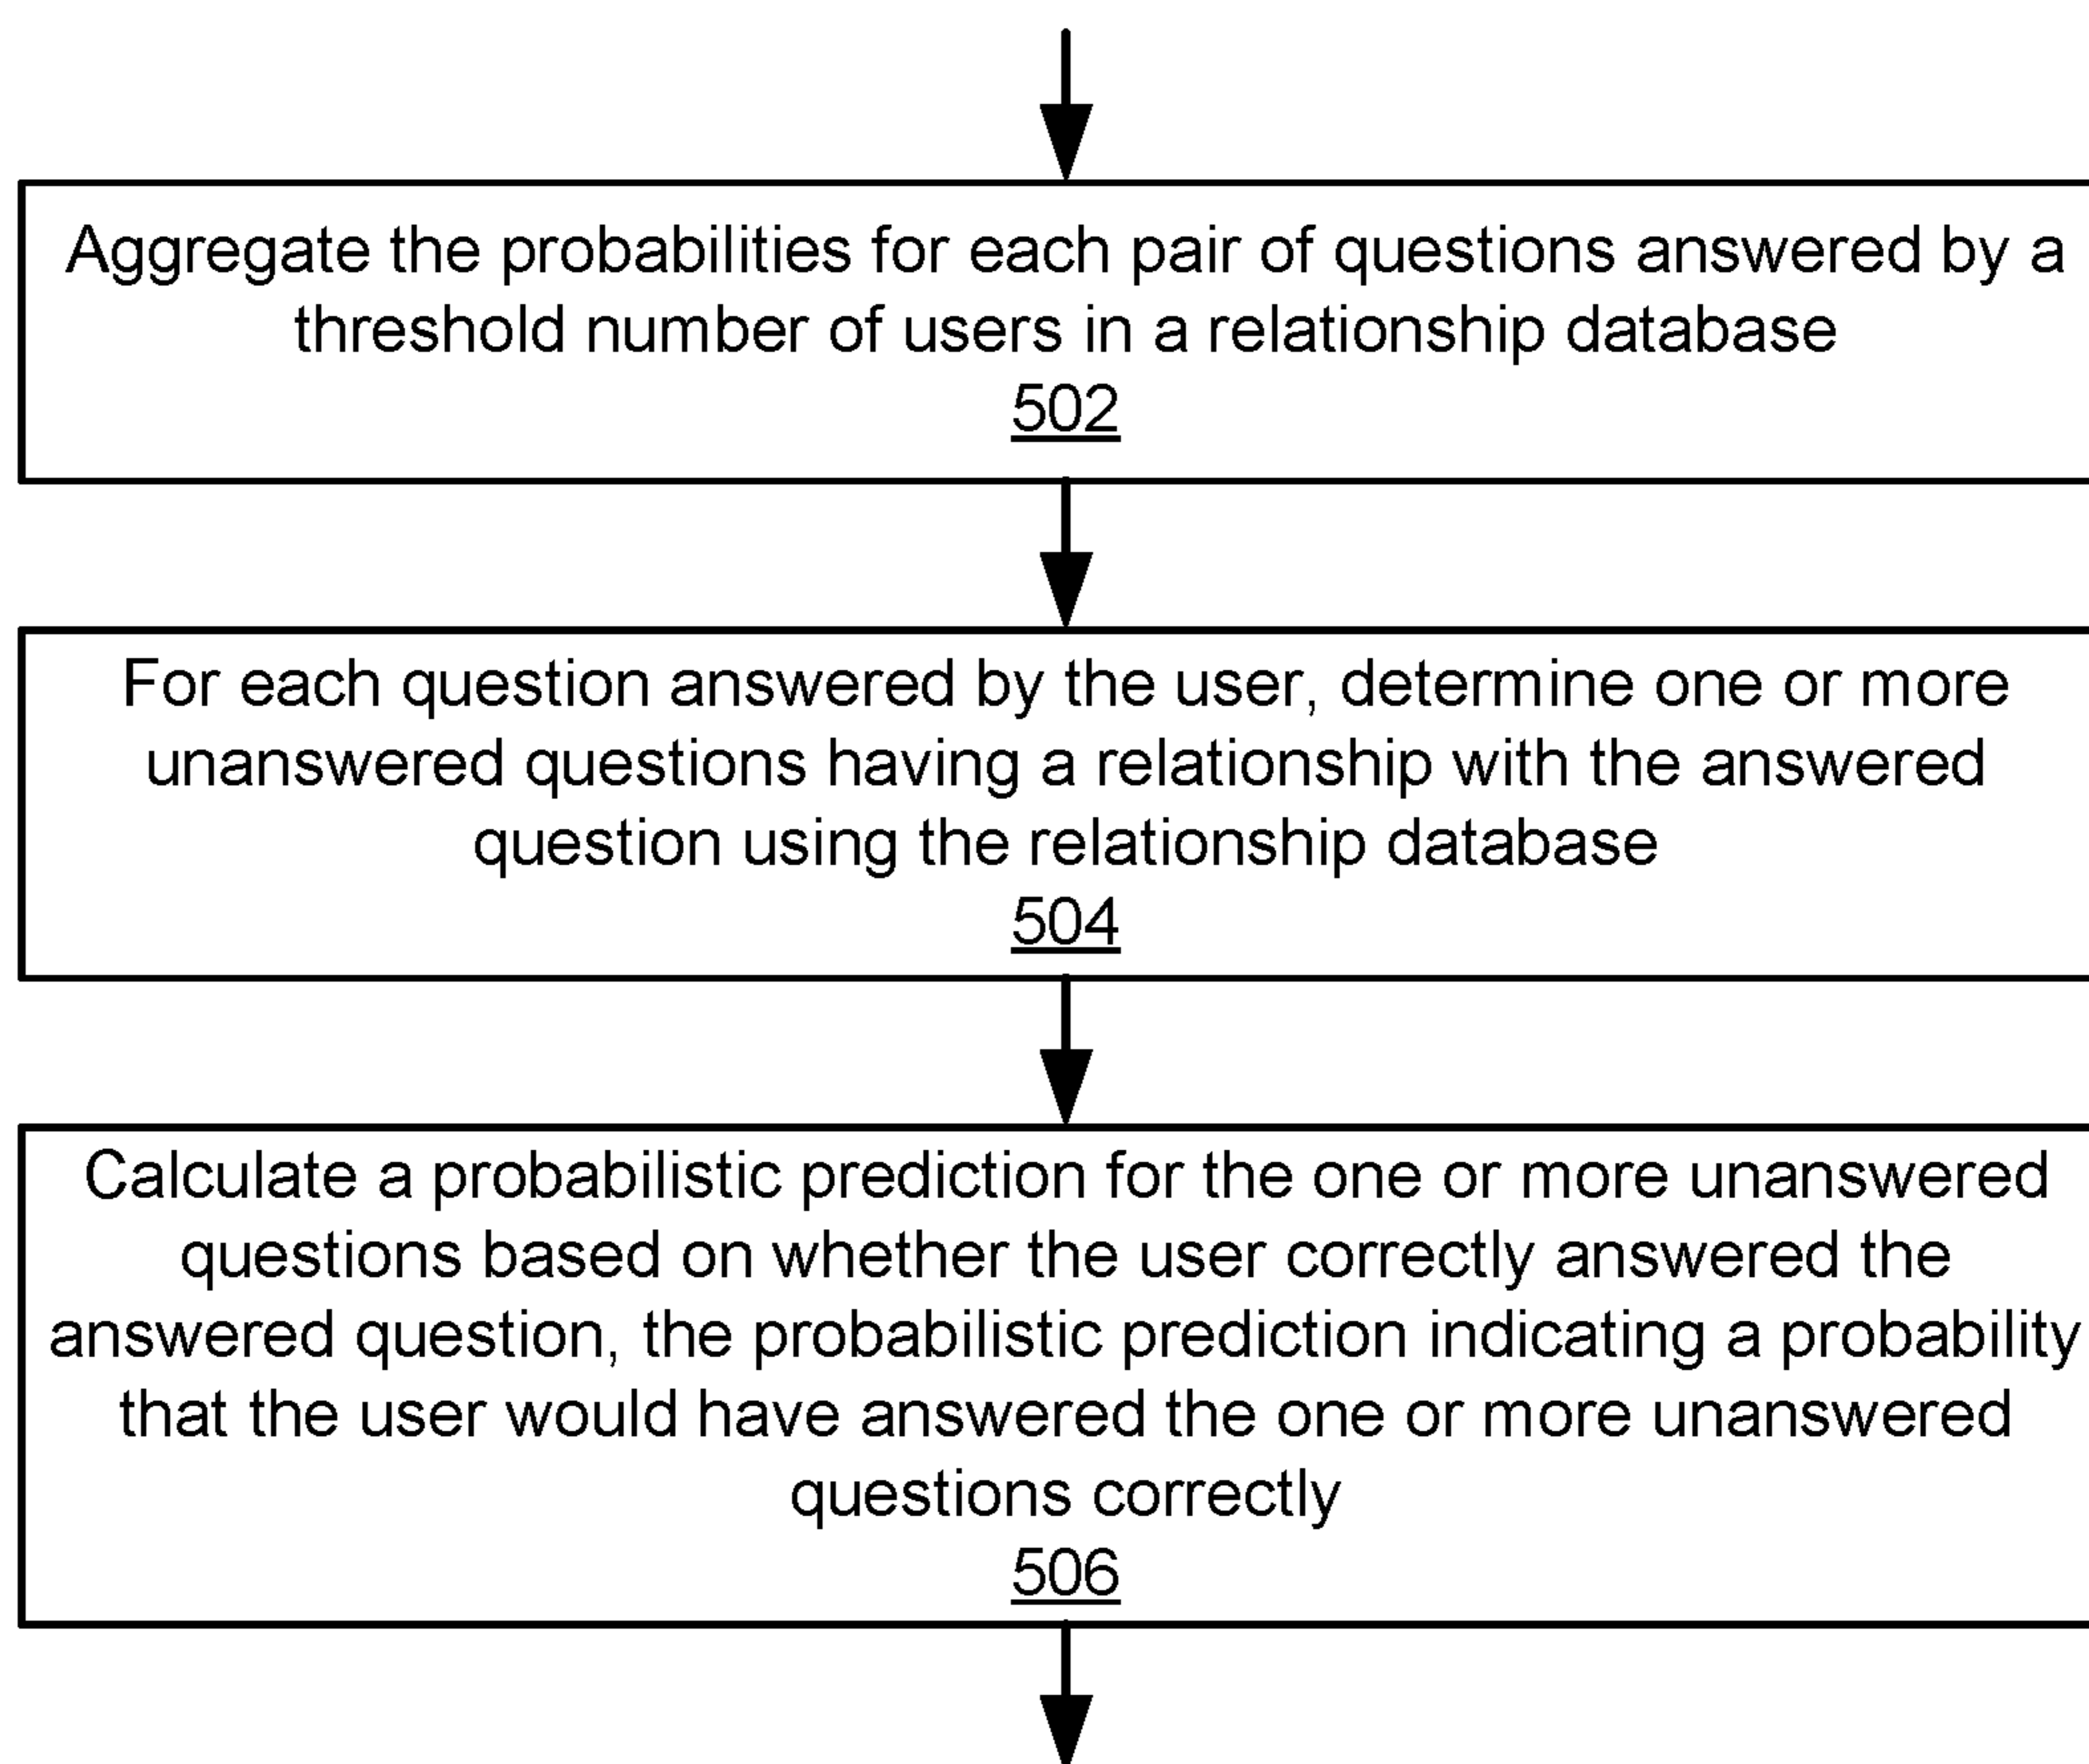 Aggregate the probabilities for each pair of questions answered by a
threshold number of users in a relationship database
502
For each question answered by the user, determine one or more
unanswered questions having a relationship with the answered
question using the relationship database
504
Calculate a probabilistic prediction for the one or more unanswered
questions based on whether the user correctly answered the
answered question, the probabilistic prediction indicating a probability
that the user would have answered the one or more unanswered
questions correctly
506